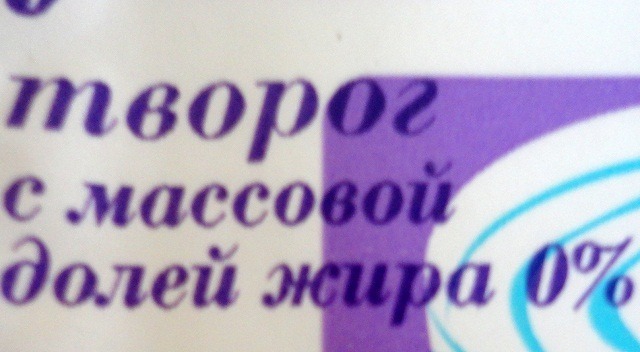 творог
с массовой
долей жира 0%